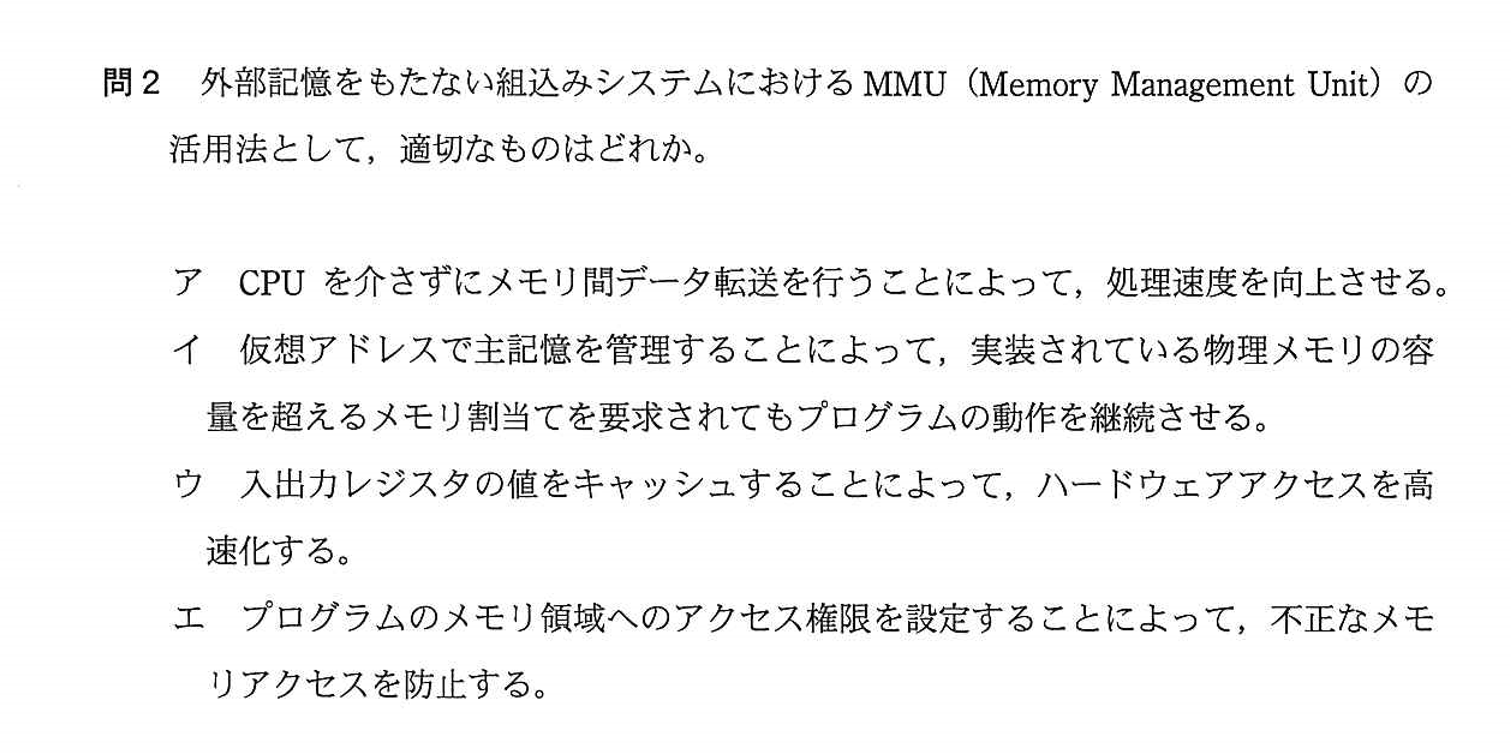 問2 外部記憶をもたない組込みシステムにおける MMU（Memory Management Unit）の
活用法として，適切なものはどれか。
ア CPU を介さずにメモリ間データ転送を行うことによって，処理速度を向上させる。
イ 仮想アドレスで主記憶を管理することによって，実装されている物理メモリの容
量を超えるメモリ割当てを要求されてもプログラムの動作を継続させる。
ウ 入出力レジスタの値をキャッシュすることによって，ハードウェアアクセスを高
速化する。
エ プログラムのメモリ領域へのアクセス権限を設定することによって，不正なメモ
リアクセスを防止する。